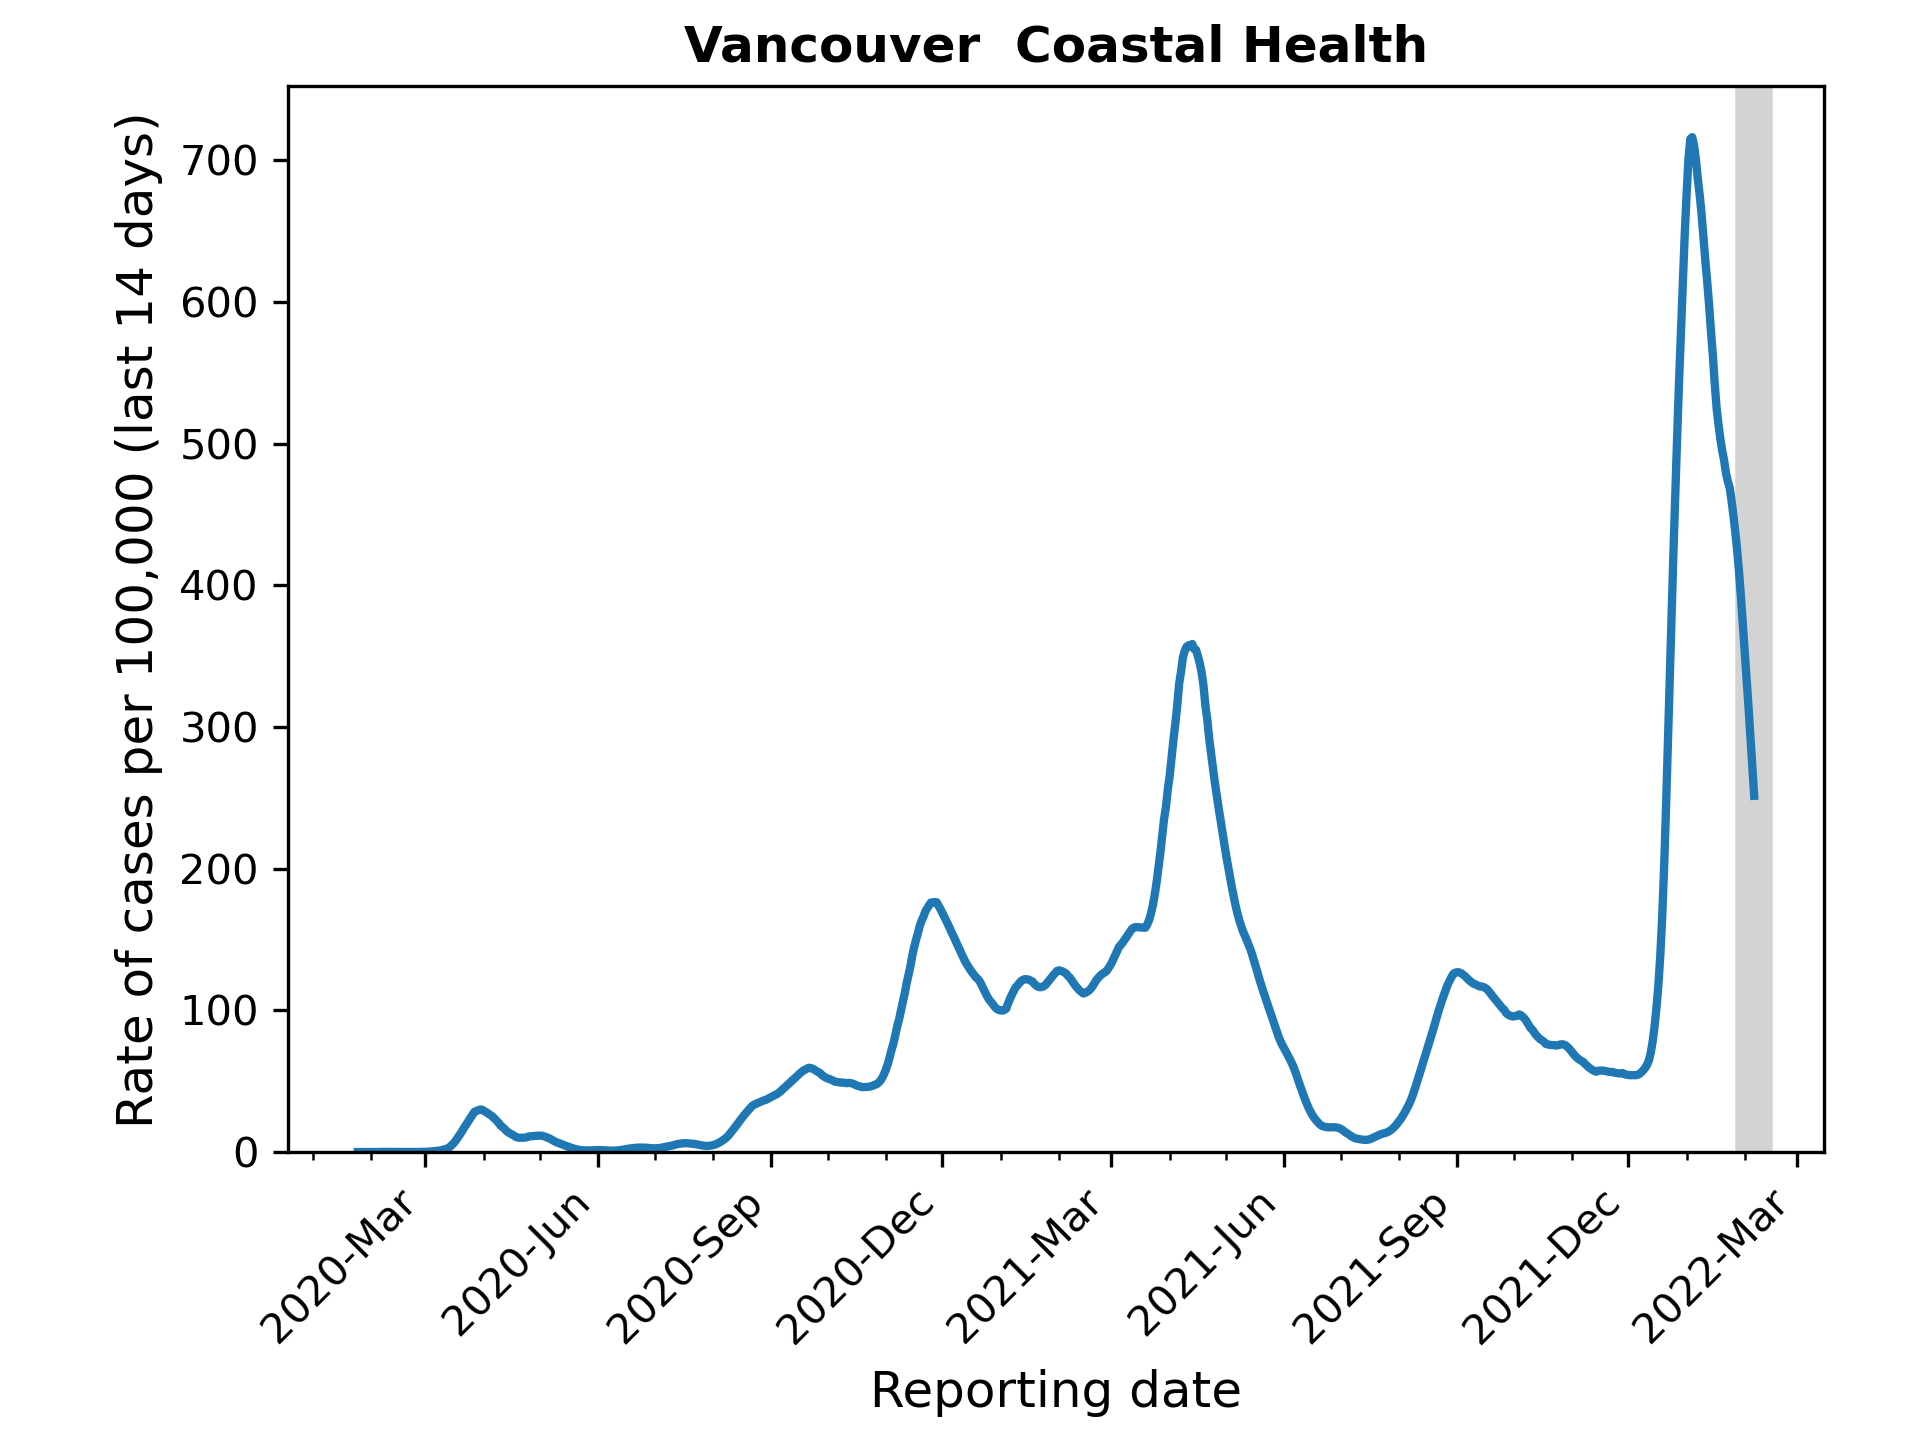 Vancouver  Coastal Health
Rate of cases per 100,000 (last 14 days)
700
600
500
400
300
200
100
0
2020-Mar
2020-Jun
2020-Sep
2020-Dec
2021-Mar
2021-Jun
2021-Sep
2021-Dec
2022-Mar
Reporting date